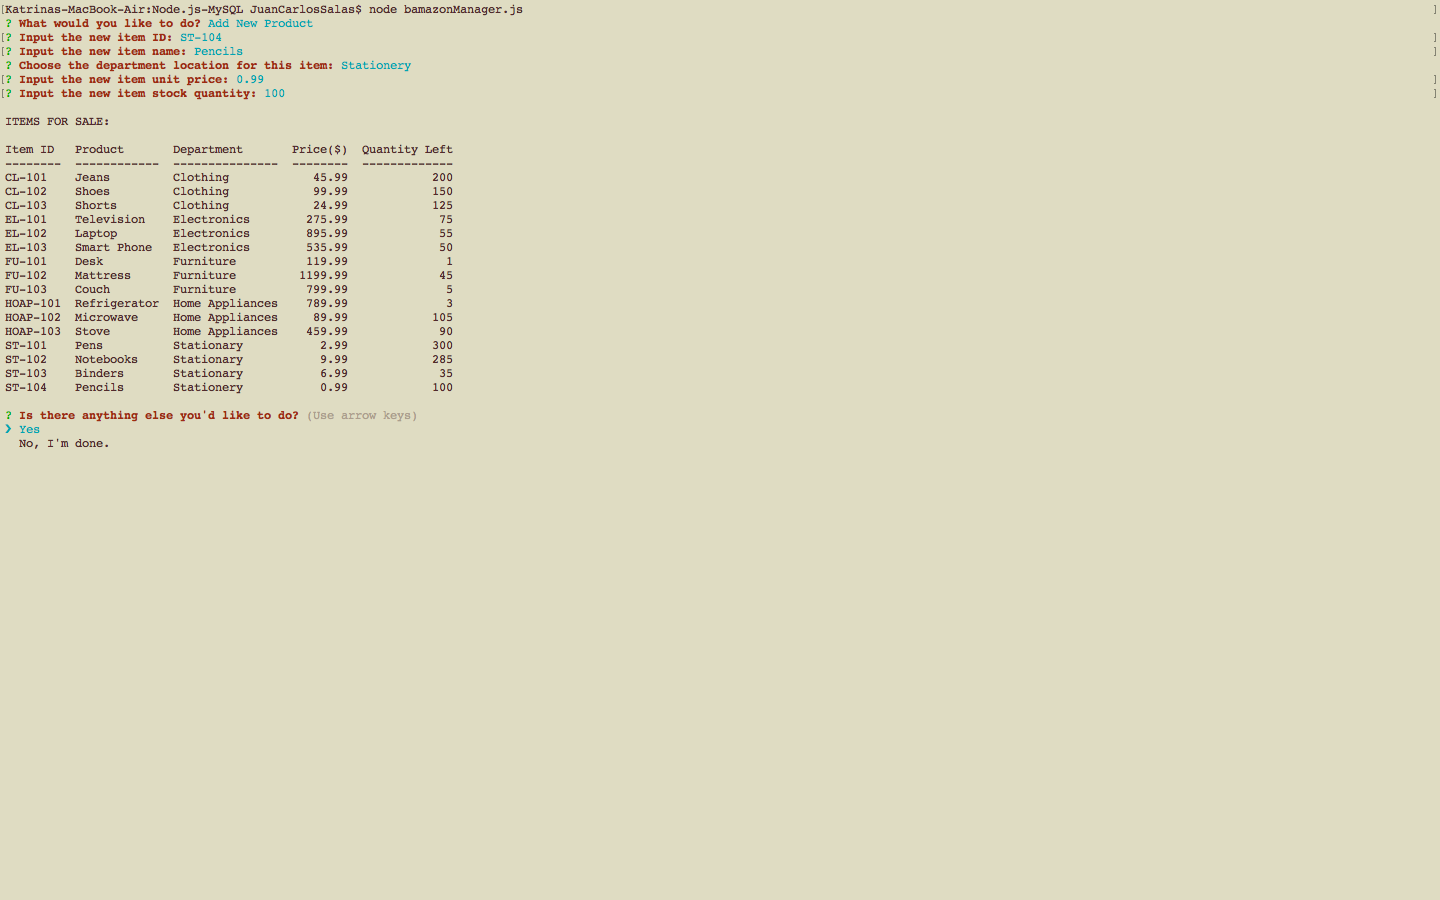 [Katrinas-MacBook-Air:Node.js-MySQL JuanCarlosSalas$ node bamazonManager.js ]
? What would you like to do? Add New Product
[? Input the new item ID: ST-104 ]
[? Input the new item name: Pencils ]
? Choose the department location for this item: Stationery
[? Input the new item unit price: 0.99 ]
[? Input the new item stock quantity: 100 ]
ITEMS FOR SALE:
Item ID   Product       Department       Price($)  Quantity Left
--------  ------------  ---------------  --------  -------------
CL-101    Jeans         Clothing            45.99            200
CL-102    Shoes         Clothing            99.99            150
CL-103    Shorts        Clothing            24.99            125
EL-101    Television    Electronics        275.99             75
EL-102    Laptop        Electronics        895.99             55
EL-103    Smart Phone   Electronics        535.99             50
FU-101    Desk          Furniture          119.99              1
FU-102    Mattress      Furniture         1199.99             45
FU-103    Couch         Furniture          799.99              5
HOAP-101  Refrigerator  Home Appliances    789.99              3
HOAP-102  Microwave     Home Appliances     89.99            105
HOAP-103  Stove         Home Appliances    459.99             90
ST-101    Pens          Stationary           2.99            300
ST-102    Notebooks     Stationary           9.99            285
ST-103    Binders       Stationary           6.99             35
ST-104    Pencils       Stationery           0.99            100
? Is there anything else you'd like to do? (Use arrow keys)
❯ Yes
No, I'm done.